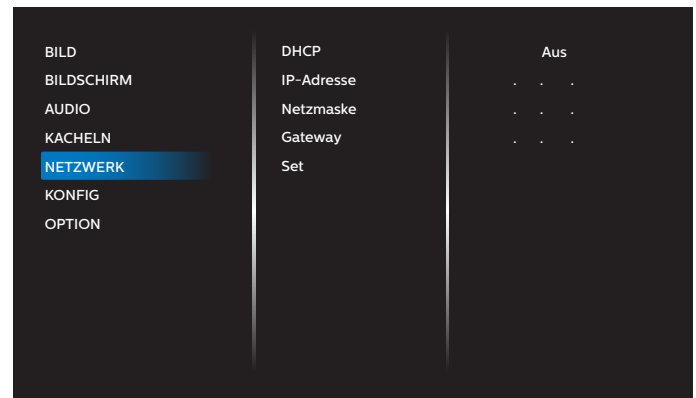 BILD DHCP Aus
BILDSCHIRM IP-Adresse . . .
AUDIO Netzmaske . . .
KACHELN Gateway . . .
NETZWERK Set
KONFIG
OPTION